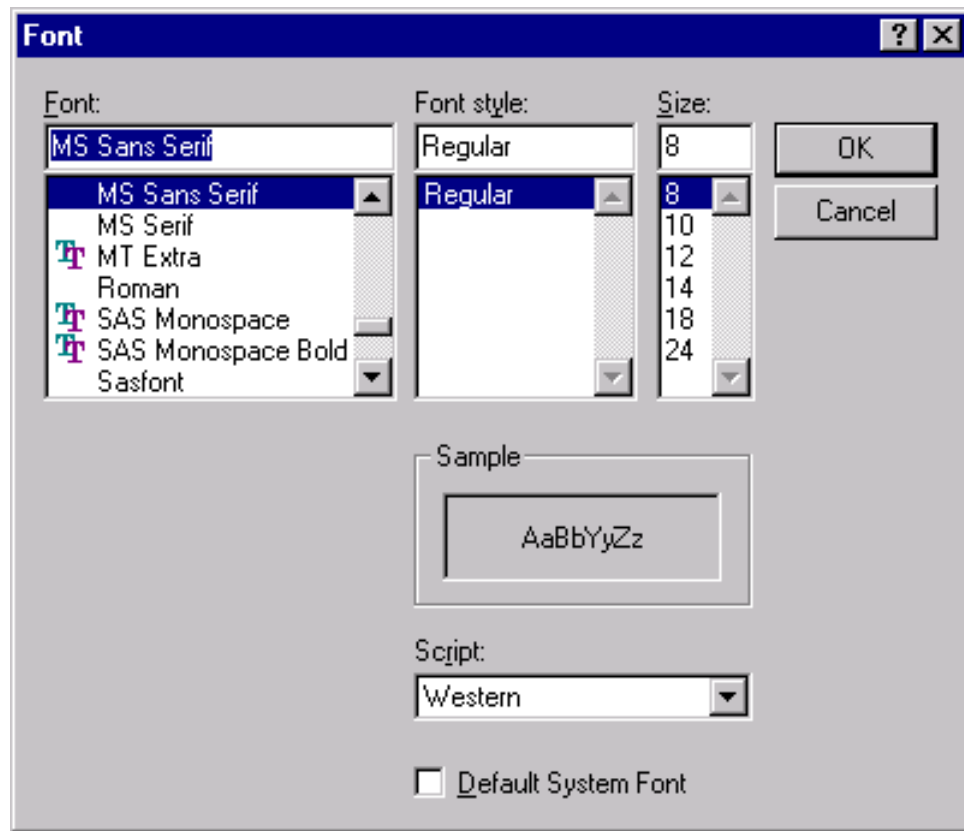 Font
Font:
MS Sans Serif
MS Sans Serif
MS Serif
MT Extra
Roman
SAS Monospace
SAS Monospace Bold
Sasfont
Font style:
Regular
Regular
Size:
8
8
10
12
14
18
24
OK
Cancel
Sample
AaBbYyZz
Script:
Western
Default System Font